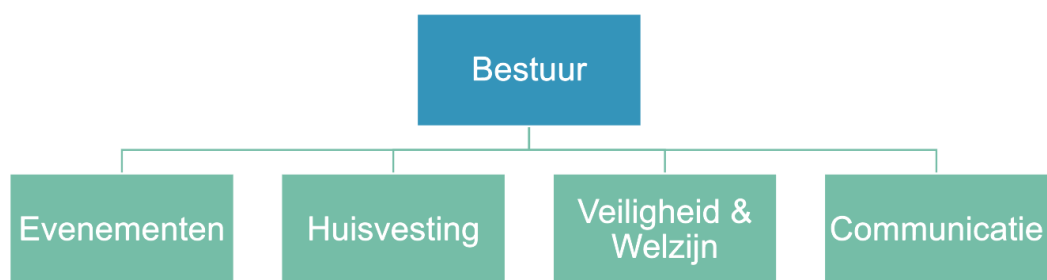 Bestuur
Evenementen
Huisvesting
Veiligheid &
Welzijn
Communicatie